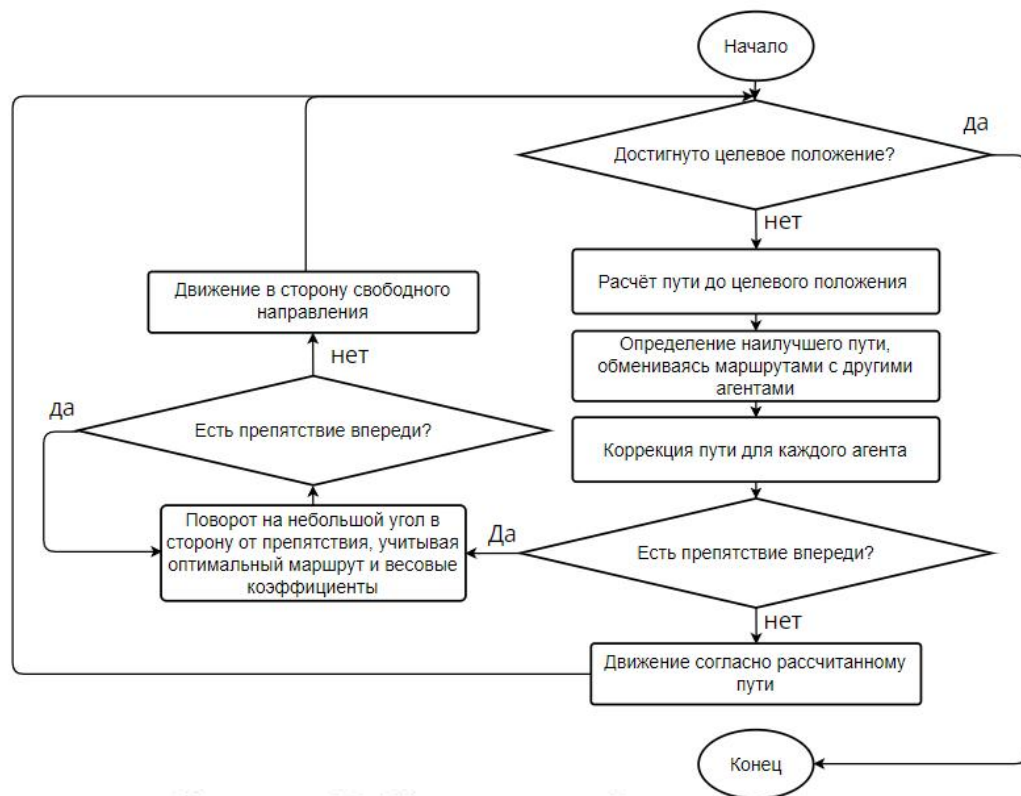 Начало
Достигнуто целевое положение?
да
нет
Расчёт пути до целевого положения
Определение наилучшего пути,
обмениваясь маршрутами с другими
агентами
Коррекция пути для каждого агента
Есть препятствие впереди?
Да
нет
Движение согласно рассчитанному
пути
Поворот на небольшой угол в
сторону от препятствия, учитывая
оптимальный маршрут и весовые
коэффициенты
Есть препятствие впереди?
да
нет
Движение в сторону свободного
направления
Конец